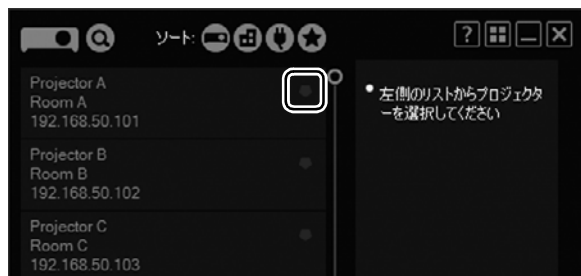 ソート:
?
Projector A
Room A
192.168.50.101
Projector B
Room B
192.168.50.102
Projector C
Room C
192.168.50.103
• 左側のリストからプロジェクタ
ーを選択してください